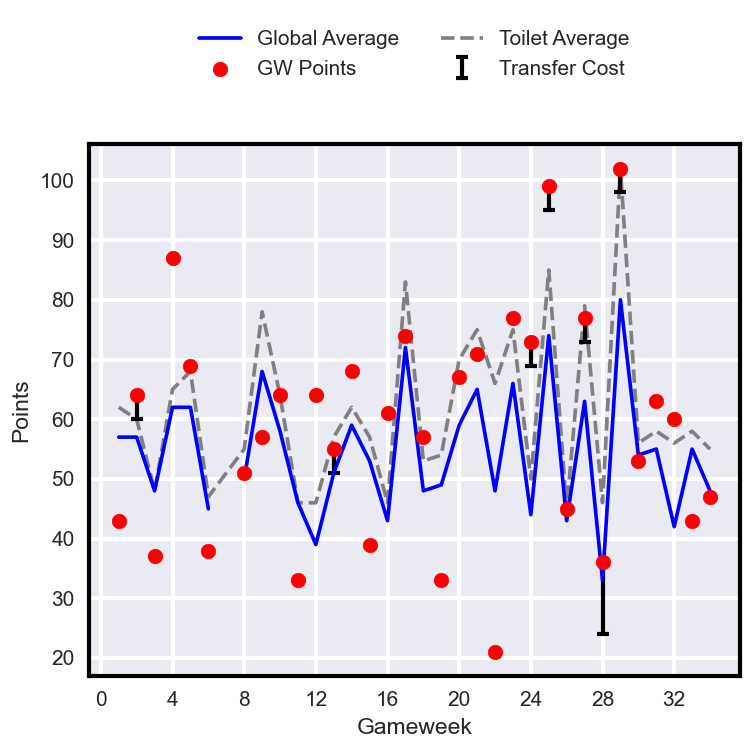 Global Average
Toilet Average
GW Points
Transfer Cost
100
90
80
70
60
50
40
30
20
Points
0 4 8 12 16 20 24 28 32
Gameweek